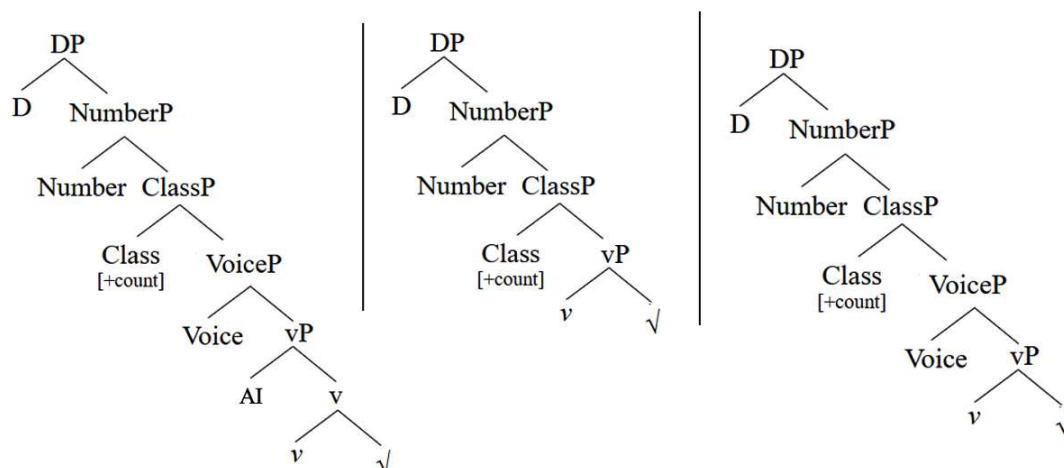 DP
D NumberP
Number ClassP
Class VoiceP
[+count]
Voice vP
AI v
v √
DP
D NumberP
Number ClassP
Class vP
[+count]
v √
DP
D NumberP
Number ClassP
Class VoiceP
[+count]
Voice vP
v √